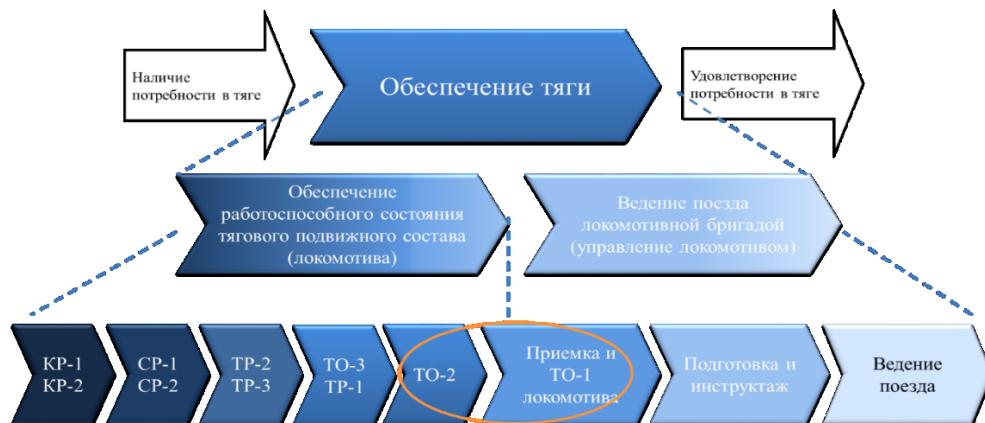 Наличие
потребности в тяге
Обеспечение тяги
Удовлетворение
потребности в тяге
Обеспечение
работоспособного состояния
тягового подвижного состава
(локомотива)
Ведение поезда
локомотивной бригадой
(управление локомотивом)
КР-1
КР-2
СР-1
СР-2
ТР-2
ТР-3
ТО-3
ТР-1
ТО-2
Приемка и
ТО-1
локомотива
Подготовка и
инструктаж
Ведение
поезда